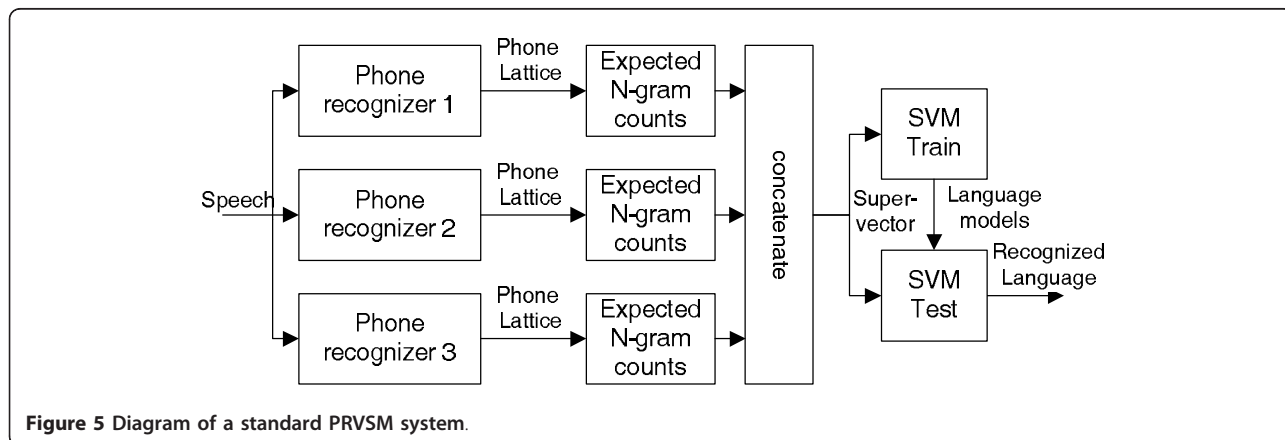 Phone
recognizer 1
Phone
Lattice
Expected
N-gram
counts
Speech
Phone
recognizer 2
Phone
Lattice
Expected
N-gram
counts
Phone
recognizer 3
Phone
Lattice
Expected
N-gram
counts
concatenate
Super-
vector
SVM
Train
Language
models
SVM
Test
Recognized
Language
Figure 5 Diagram of a standard PRVSM system.